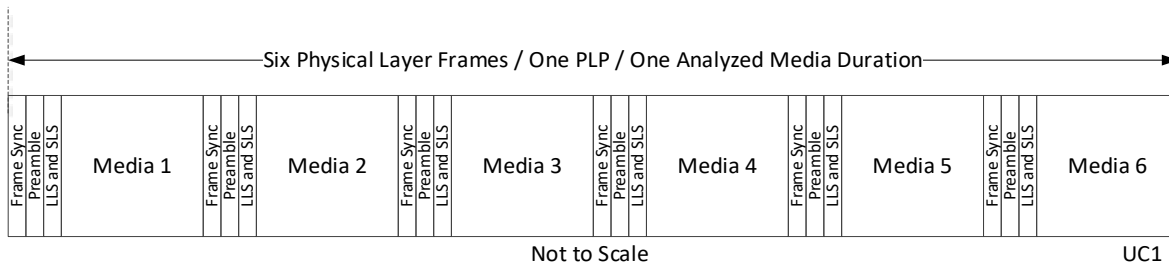 Six Physical Layer Frames / One PLP / One Analyzed Media Duration
Frame Sync
Preamble
LLS and SLS
Media 1
Frame Sync
Preamble
LLS and SLS
Media 2
Frame Sync
Preamble
LLS and SLS
Media 3
Frame Sync
Preamble
LLS and SLS
Media 4
Frame Sync
Preamble
LLS and SLS
Media 5
Frame Sync
Preamble
LLS and SLS
Media 6
Not to Scale
UC1